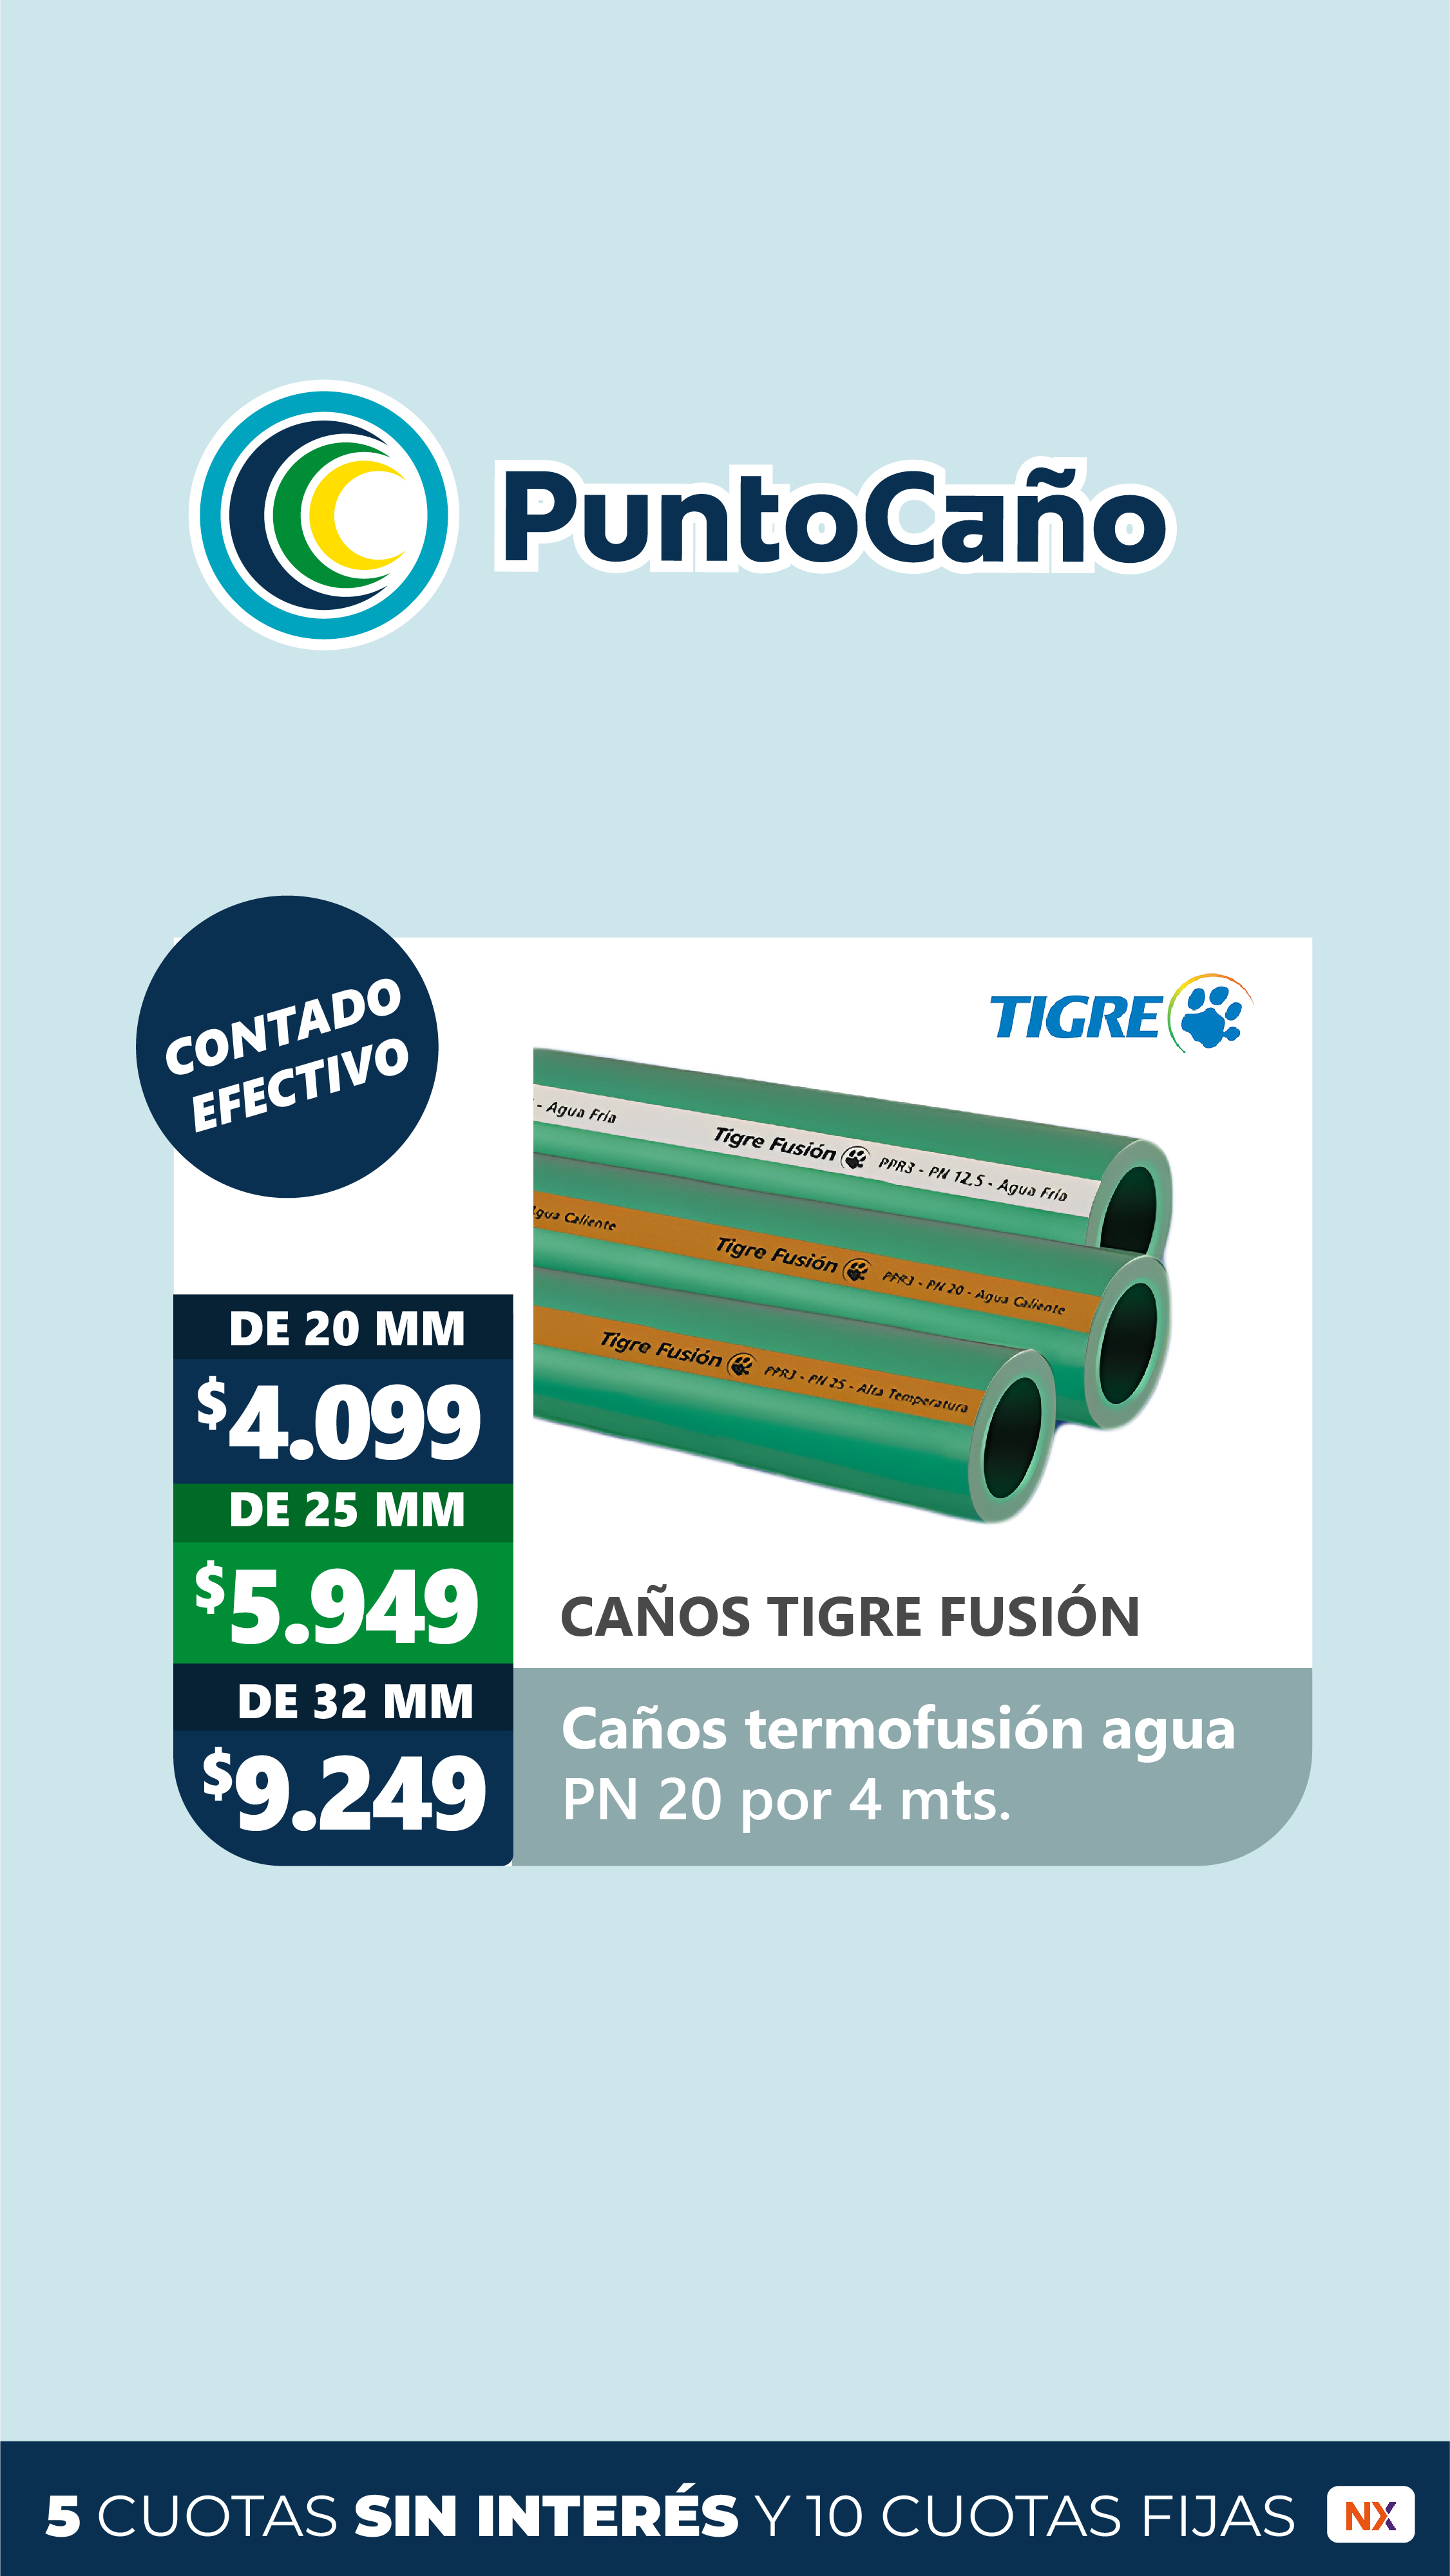 PuntoCaño
CONTADO
EFECTIVO
TIGRE
- Agua Fría Tigre Fusión PPR3 - PN 12,5 - Agua Fría
Agua Caliente Tigre Fusión PPR3 - PN 20 - Agua Caliente
Tigre Fusión PPR3 - PN 25 - Alta Temperatura
DE 20 MM
$4.099
DE 25 MM
$5.949
DE 32 MM
$9.249
CAÑOS TIGRE FUSIÓN
Caños termofusión agua
PN 20 por 4 mts.
5 CUOTAS SIN INTERÉS Y 10 CUOTAS FIJAS NX